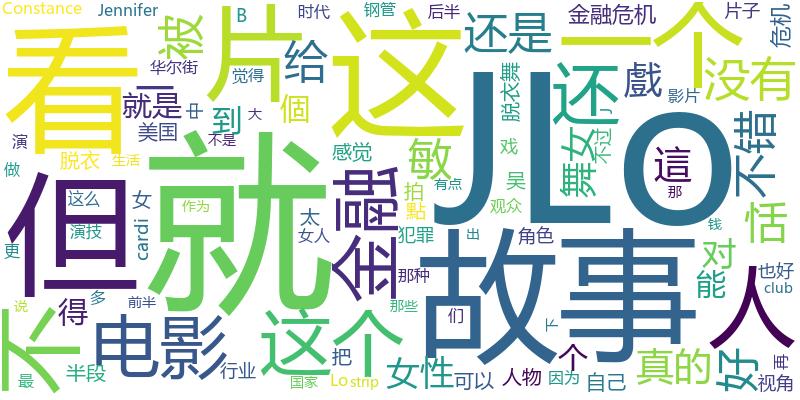 Constance
Jennifer
时代
B
钢管
后半
金融危机
片子
危机
看
片
被
这
还是
一个
华尔街
觉得
给
一
就是
中
到
個
脱衣舞
还
戲
没有
影片
美国
大
演
不是
感觉
敏
戏
舞女
不过
JLO
不错
做
脱衣
生活
但
就
金融
拍
有点
吴
這
那
恬
这么
女
作为
太
點
观众
钱
演技
cardi
女人
犯罪
出
角色
对
更
那种
能
也好
club
得
多
前半
故事
人
说
不
电影
这个
那些
们
下
把
女性
个
真的
好
再
最
半段
行业
国家
Lo
strip
可以
人物
因为
自己
视角